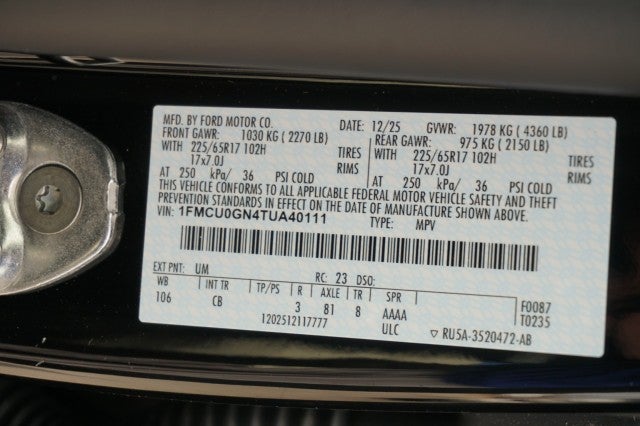 MFD. BY FORD MOTOR CO. DATE: 12/25 GVWR: 1978 KG ( 4360 LB)
FRONT GAWR: 1030 KG ( 2270 LB) REAR GAWR: 975 KG ( 2150 LB)
WITH 225/65R17 102H TIRES WITH 225/65R17 102H TIRES
17x7.0J RIMS 17x7.0J RIMS
AT 250 kPa/ 36 PSI COLD AT 250 kPa/ 36 PSI COLD
THIS VEHICLE CONFORMS TO ALL APPLICABLE FEDERAL MOTOR VEHICLE SAFETY AND THEFT
PREVENTION STANDARDS IN EFFECT ON THE DATE OF MANUFACTURE SHOWN ABOVE.
VIN: 1FMCU0GN4TUA40111 TYPE: MPV
EXT PNT: UM RC: 23 DSO:
WB INT TR TP/PS R AXLE TR SPR F0087
106 CB 3 81 8 AAAA T0235
1202512117777 ULC ▽ RU5A-3520472-AB